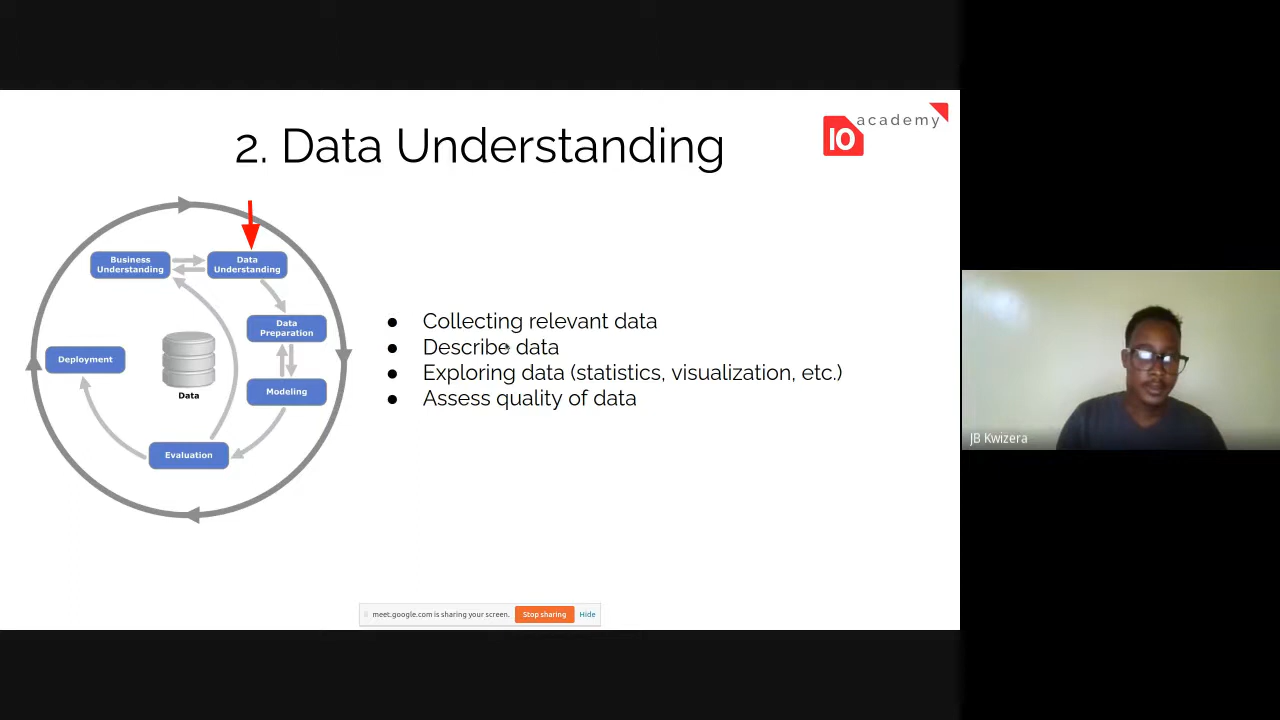 2. Data Understanding
10 academy
Business
Understanding
Data
Understanding
Data
Preparation
Modeling
Evaluation
Deployment
Data
● Collecting relevant data
● Describe data
● Exploring data (statistics, visualization, etc.)
● Assess quality of data
JB Kwizera
meet.google.com is sharing your screen. Stop sharing Hide